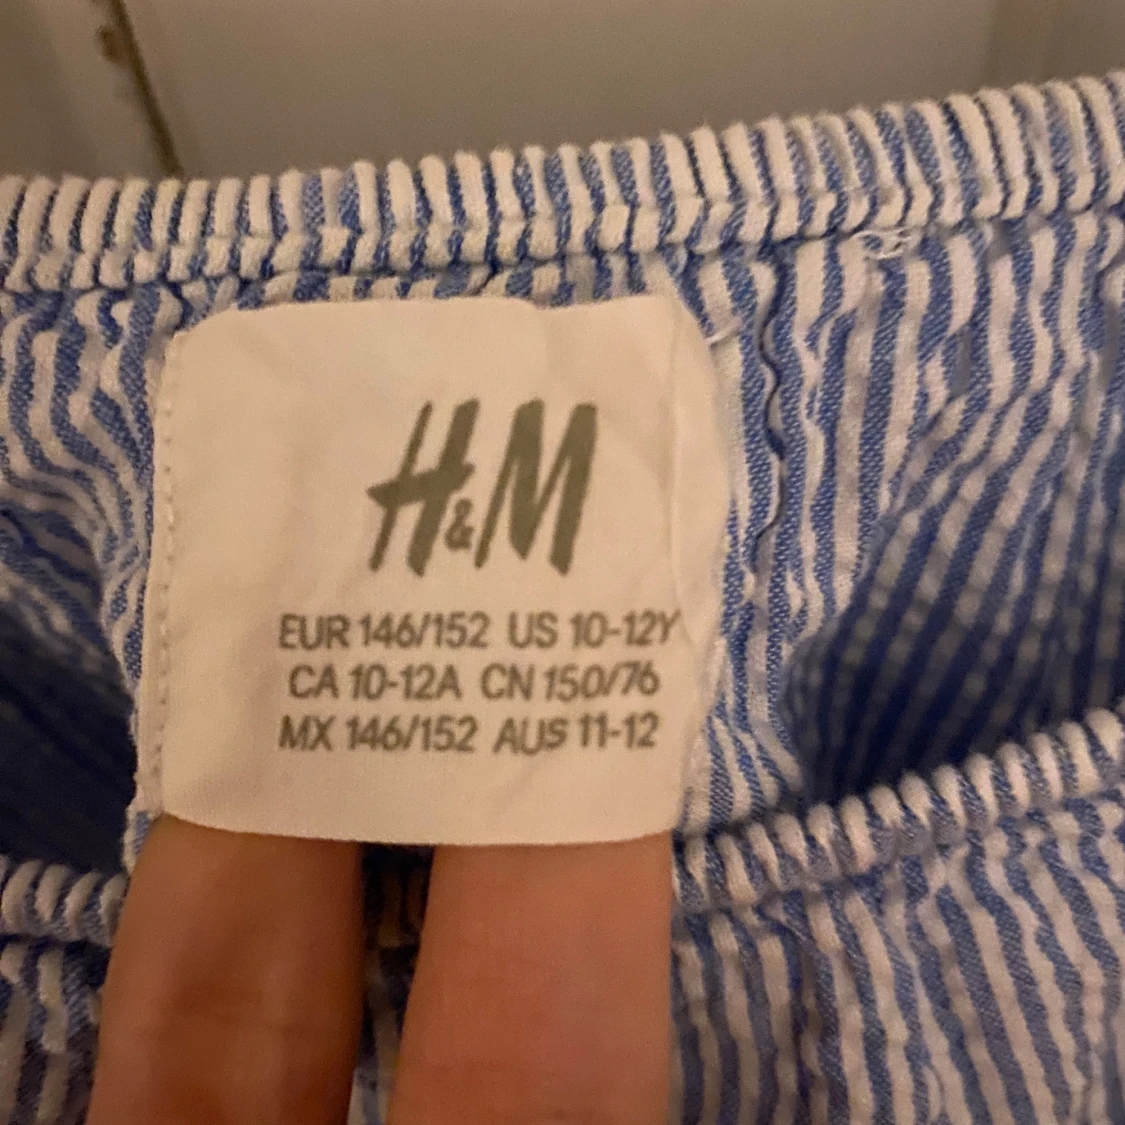 H&M
EUR 146/152 US 10-12Y
CA 10-12A CN 150/76
MX 146/152 AUS 11-12